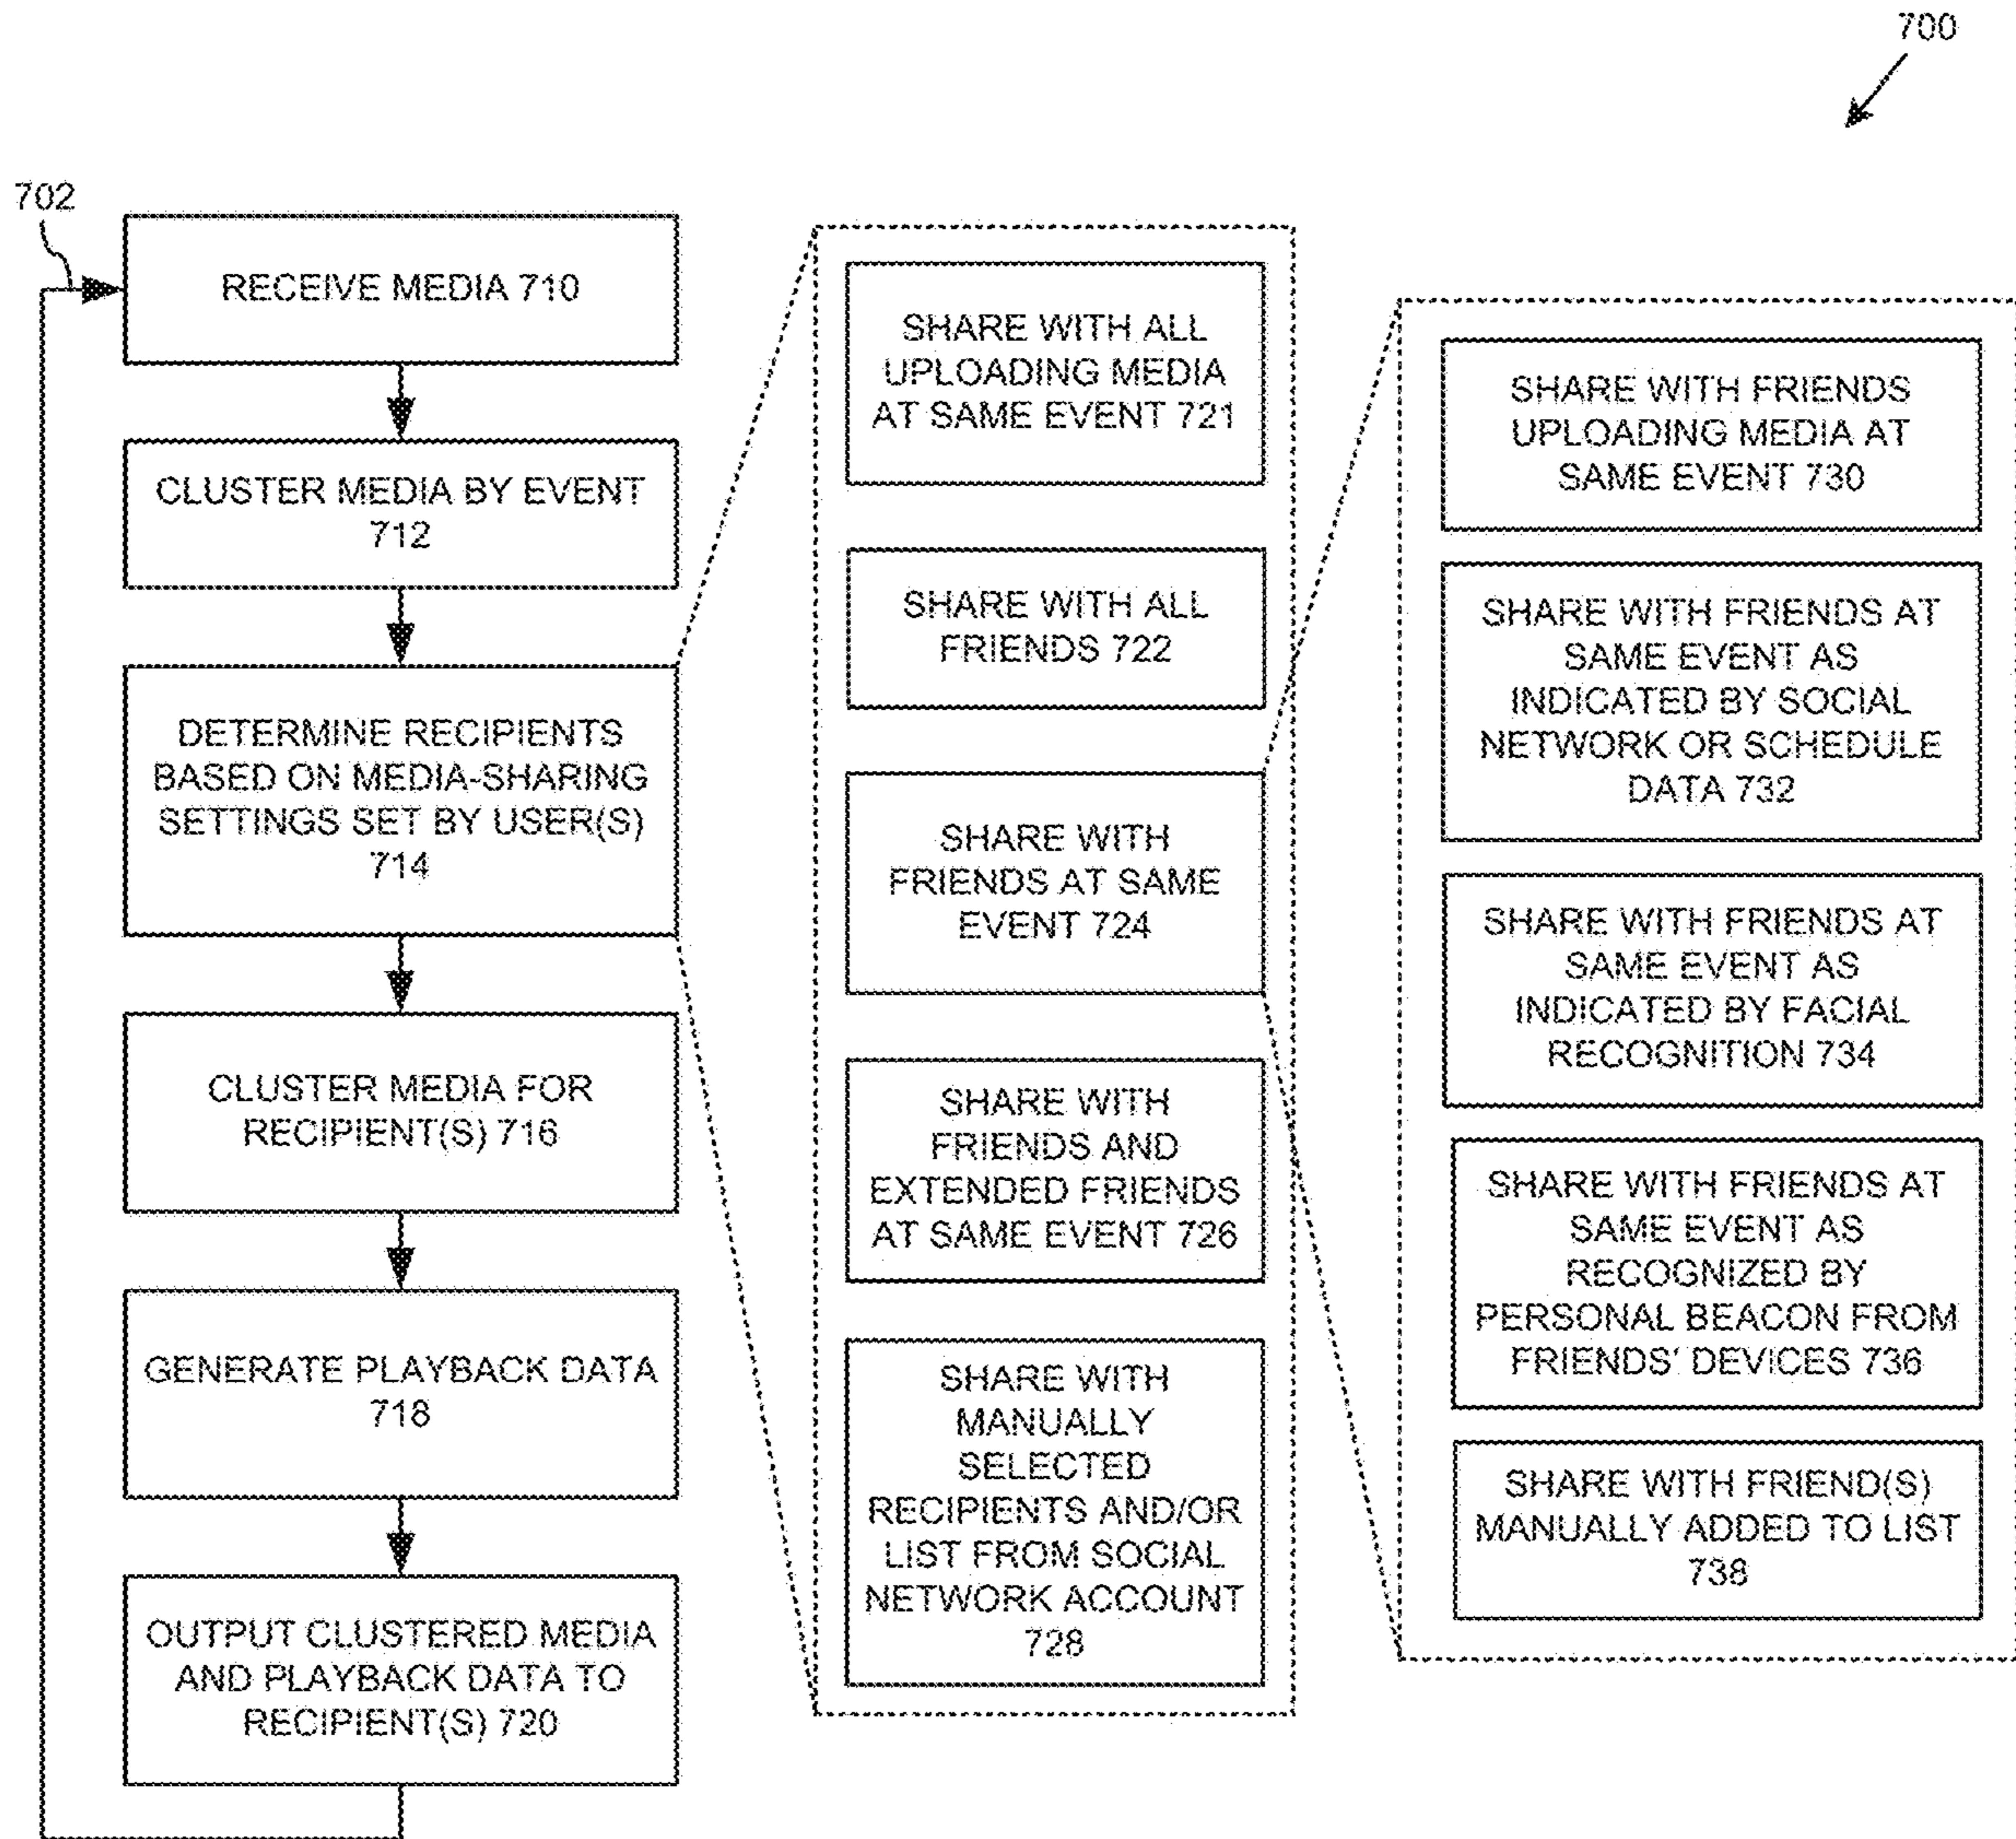 700
702
RECEIVE MEDIA 710
CLUSTER MEDIA BY EVENT
712
DETERMINE RECIPIENTS
BASED ON MEDIA-SHARING
SETTINGS SET BY USER(S)
714
CLUSTER MEDIA FOR
RECIPIENT(S) 716
GENERATE PLAYBACK DATA
718
OUTPUT CLUSTERED MEDIA
AND PLAYBACK DATA TO
RECIPIENT(S) 720
SHARE WITH ALL
UPLOADING MEDIA
AT SAME EVENT 721
SHARE WITH ALL
FRIENDS 722
SHARE WITH
FRIENDS AT SAME
EVENT 724
SHARE WITH
FRIENDS AND
EXTENDED FRIENDS
AT SAME EVENT 726
SHARE WITH
MANUALLY
SELECTED
RECIPIENTS AND/OR
LIST FROM SOCIAL
NETWORK ACCOUNT
728
SHARE WITH FRIENDS
UPLOADING MEDIA AT
SAME EVENT 730
SHARE WITH FRIENDS AT
SAME EVENT AS
INDICATED BY SOCIAL
NETWORK OR SCHEDULE
DATA 732
SHARE WITH FRIENDS AT
SAME EVENT AS
INDICATED BY FACIAL
RECOGNITION 734
SHARE WITH FRIENDS AT
SAME EVENT AS
RECOGNIZED BY
PERSONAL BEACON FROM
FRIENDS' DEVICES 736
SHARE WITH FRIEND(S)
MANUALLY ADDED TO LIST
738